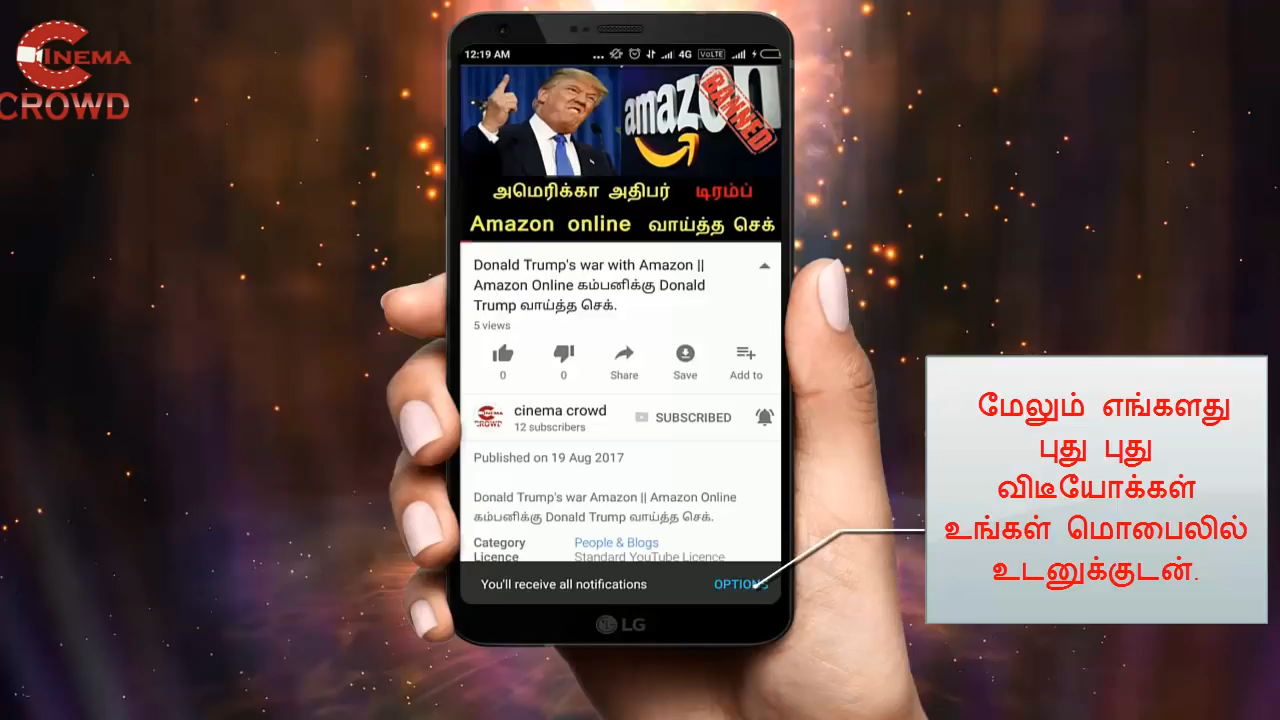 CINEMA
CROWD
12:19 AM
4G VoLTE
amazon
BANNED
அமெரிக்கா அதிபர் டிரம்ப்
Amazon online வாய்த்த செக்
Donald Trump's war with Amazon ||
Amazon Online கம்பனிக்கு Donald
Trump வாய்த்த செக்.
5 views
0 0 Share Save Add to
CINEMA
CROWD
cinema crowd
SUBSCRIBED
12 subscribers
Published on 19 Aug 2017
Donald Trump's war Amazon || Amazon Online
கம்பனிக்கு Donald Trump வாய்த்த செக்.
Category People & Blogs
Licence Standard YouTube Licence
You'll receive all notifications OPTIONS
LG
மேலும் எங்களது
புது புது
விடீயோக்கள்
உங்கள் மொபைலில்
உடனுக்குடன்.